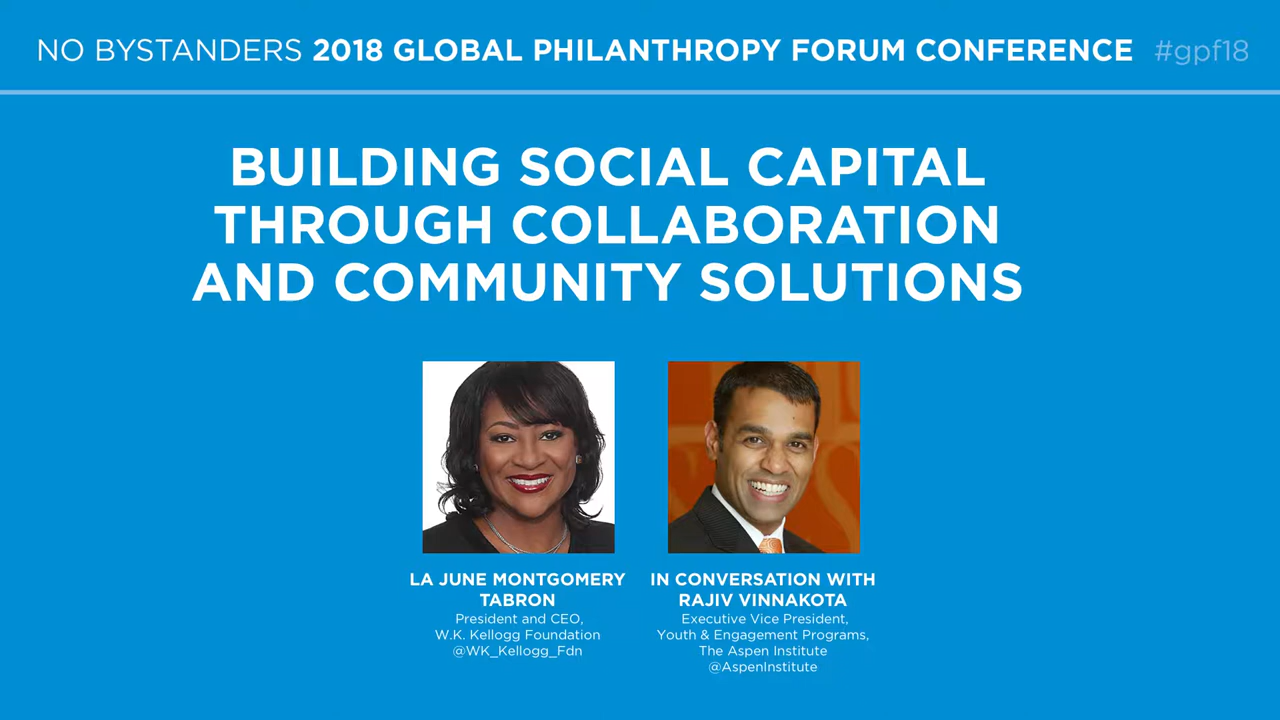 NO BYSTANDERS 2018 GLOBAL PHILANTHROPY FORUM CONFERENCE #gpf18
BUILDING SOCIAL CAPITAL
THROUGH COLLABORATION
AND COMMUNITY SOLUTIONS
LA JUNE MONTGOMERY
TABRON
President and CEO,
W.K. Kellogg Foundation
@WK_Kellogg_Fdn
IN CONVERSATION WITH
RAJIV VINNAKOTA
Executive Vice President,
Youth & Engagement Programs,
The Aspen Institute
@AspenInstitute